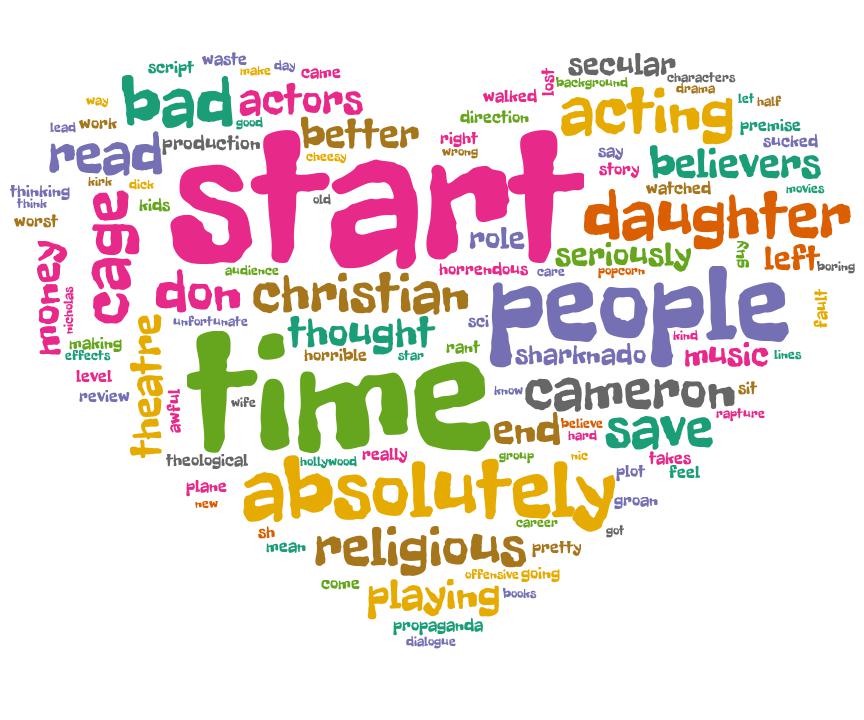 script
waste
make
day
came
secular
way
bad
actors
good
walked
lost
background
characters
drama
lead
work
production
better
direction
acting
let
half
premise
read
cheesy
right
wrong
say
story
believers
sucked
thinking
think
kirk
dick
kids
start
old
watched
movies
worst
cage
role
daughter
seriously
guy
left
boring
money
nicholas
audience
horrendous
care
popcorn
don
christian
people
fault
unfortunate
thought
sci
kind
making
effects
horrible
star
rant
sharknado
music
lines
level
review
theatre
awful
time
wife
know
cameron
sit
rapture
end
believe
hard
save
theological
hollywood
really
group
nic
takes
feel
plot
plane
new
absolutely
groan
career
got
sh
mean
religious
pretty
offensive
going
come
playing
books
propaganda
dialogue